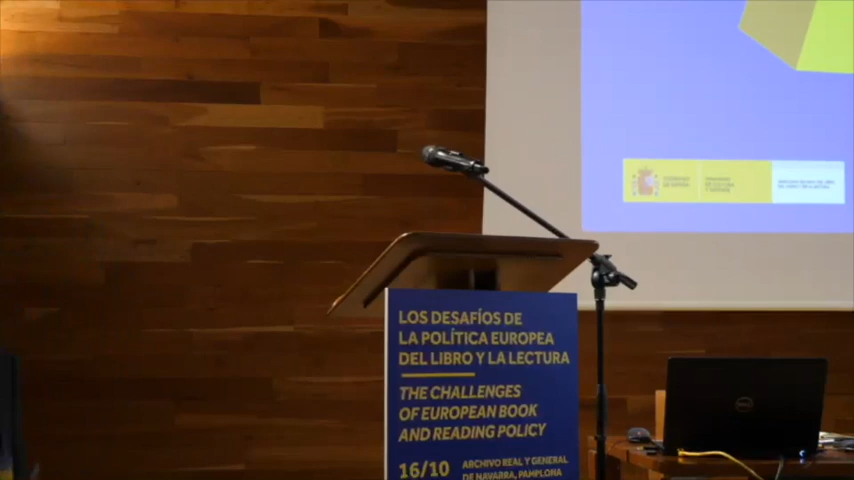 LOS DESAFÍOS DE
LA POLÍTICA EUROPEA
DEL LIBRO Y LA LECTURA
THE CHALLENGES
OF EUROPEAN BOOK
AND READING POLICY
16/10
ARCHIVO REAL Y GENERAL
DE NAVARRA, PAMPLONA
DELL